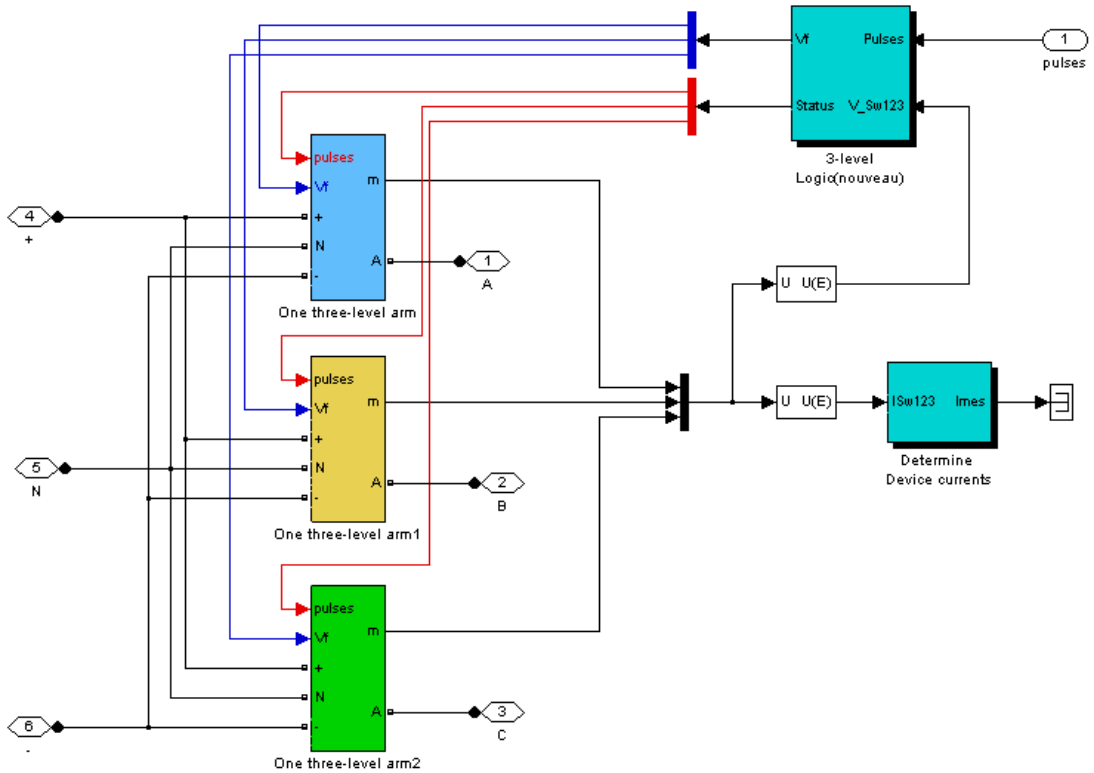 Vf Pulses
1
pulses
Status V_Sw123
3-level
Logic(nouveau)
pulses
Vf
m
4
+
+
N
A
1
A
-
One three-level arm
U U(E)
pulses
Vf
m
U U(E)
ISw123 Imes
+
5
N
N
A
2
B
-
Determine
Device currents
One three-level arm1
pulses
Vf
m
+
N
A
3
C
6
-
-
One three-level arm2